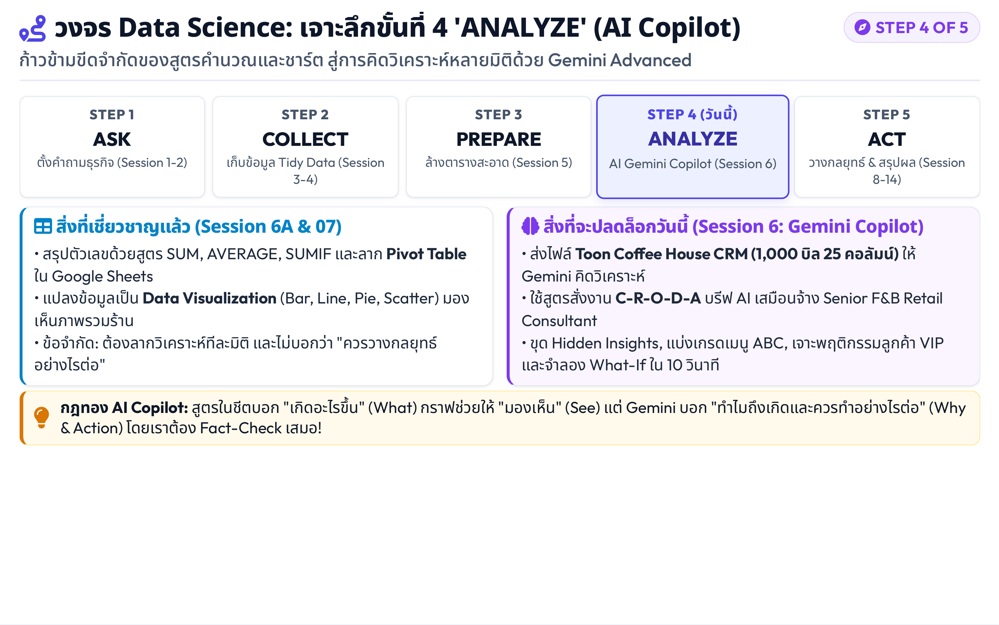 วงจร Data Science: เจาะลึกขั้นที่ 4 'ANALYZE' (AI Copilot)
STEP 4 OF 5
ก้าวข้ามขีดจำกัดของสูตรคำนวณและชาร์ต สู่การคิดวิเคราะห์หลายมิติด้วย Gemini Advanced
STEP 1
ASK
ตั้งคำถามธุรกิจ (Session 1-2)
STEP 2
COLLECT
เก็บข้อมูล Tidy Data (Session
3-4)
STEP 3
PREPARE
ล้างตารางสะอาด (Session 5)
STEP 4 (วันนี้)
ANALYZE
AI Gemini Copilot (Session 6)
STEP 5
ACT
วางกลยุทธ์ & สรุปผล (Session
8-14)
สิ่งที่เชี่ยวชาญแล้ว (Session 6A & 07)
• สรุปตัวเลขด้วยสูตร SUM, AVERAGE, SUMIF และลาก Pivot Table
ใน Google Sheets
• แปลงข้อมูลเป็น Data Visualization (Bar, Line, Pie, Scatter) มอง
เห็นภาพรวมร้าน
• ข้อจำกัด: ต้องลากวิเคราะห์ทีละมิติ และไม่บอกว่า "ควรวางกลยุทธ์
อย่างไรต่อ"
สิ่งที่จะปลดล็อกวันนี้ (Session 6: Gemini Copilot)
• ส่งไฟล์ Toon Coffee House CRM (1,000 บิล 25 คอลัมน์) ให้
Gemini คิดวิเคราะห์
• ใช้สูตรสั่งงาน C-R-O-D-A บรีฟ AI เสมือนจ้าง Senior F&B Retail
Consultant
• ขุด Hidden Insights, แบ่งเกรดเมนู ABC, เจาะพฤติกรรมลูกค้า VIP
และจำลอง What-If ใน 10 วินาที
กฎทอง AI Copilot: สูตรในชีตบอก "เกิดอะไรขึ้น" (What) กราฟช่วยให้ "มองเห็น" (See) แต่ Gemini บอก "ทำไมถึงเกิดและควรทำอย่างไรต่อ" (Why
& Action) โดยเราต้อง Fact-Check เสมอ!